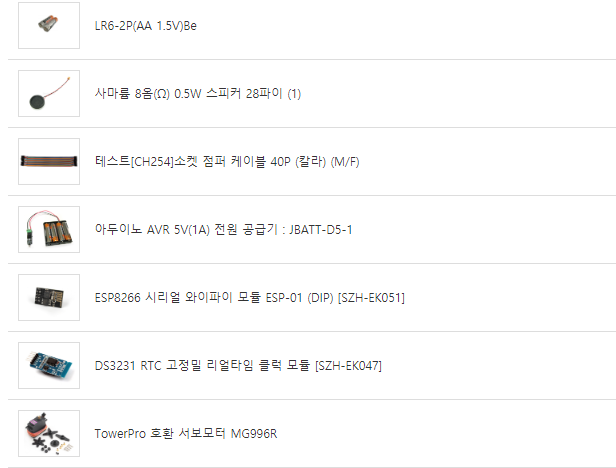 LR6-2P(AA 1.5V)Be
사마륨 8옴(Ω) 0.5W 스피커 28파이 (1)
테스트[CH254]소켓 점퍼 케이블 40P (칼라) (M/F)
아두이노 AVR 5V(1A) 전원 공급기 : JBATT-D5-1
ESP8266 시리얼 와이파이 모듈 ESP-01 (DIP) [SZH-EK051]
DS3231 RTC 고정밀 리얼타임 클럭 모듈 [SZH-EK047]
TowerPro 호환 서보모터 MG996R